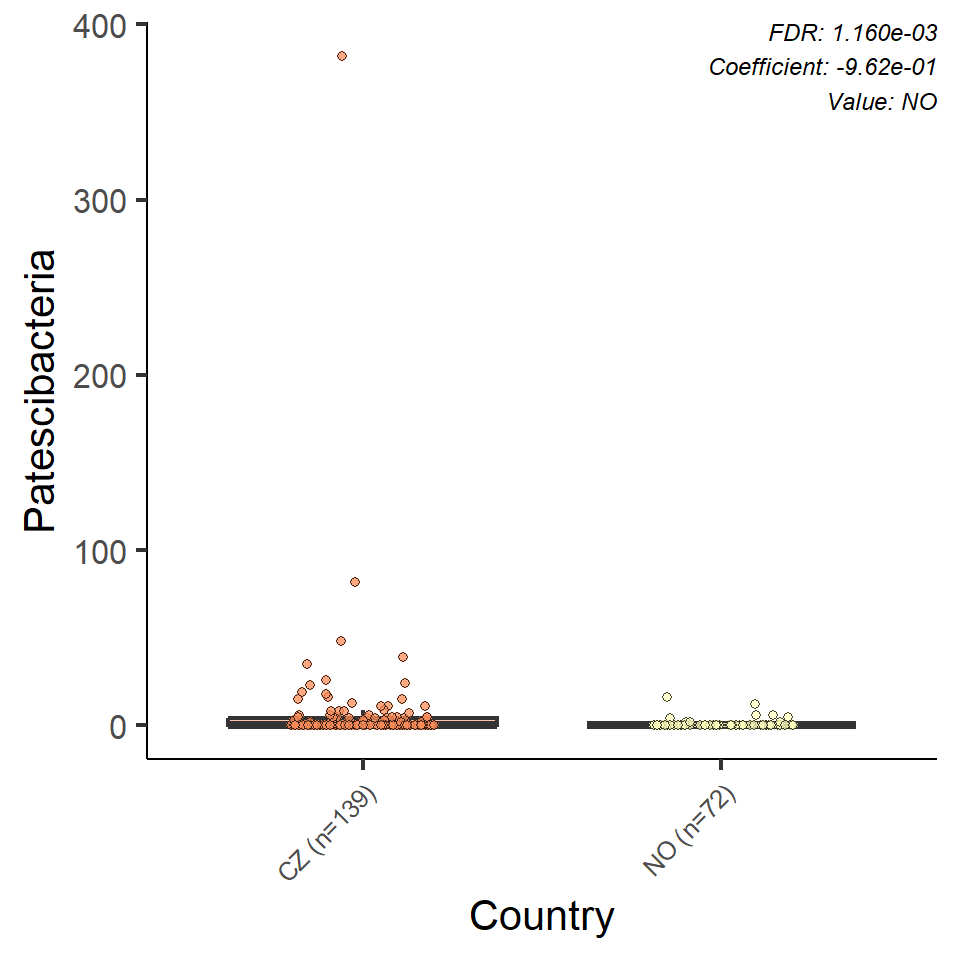 FDR: 1.160e-03
Coefficient: -9.62e-01
Value: NO
400
300
200
100
0
Patescibacteria
CZ (n=139)
NO (n=72)
Country